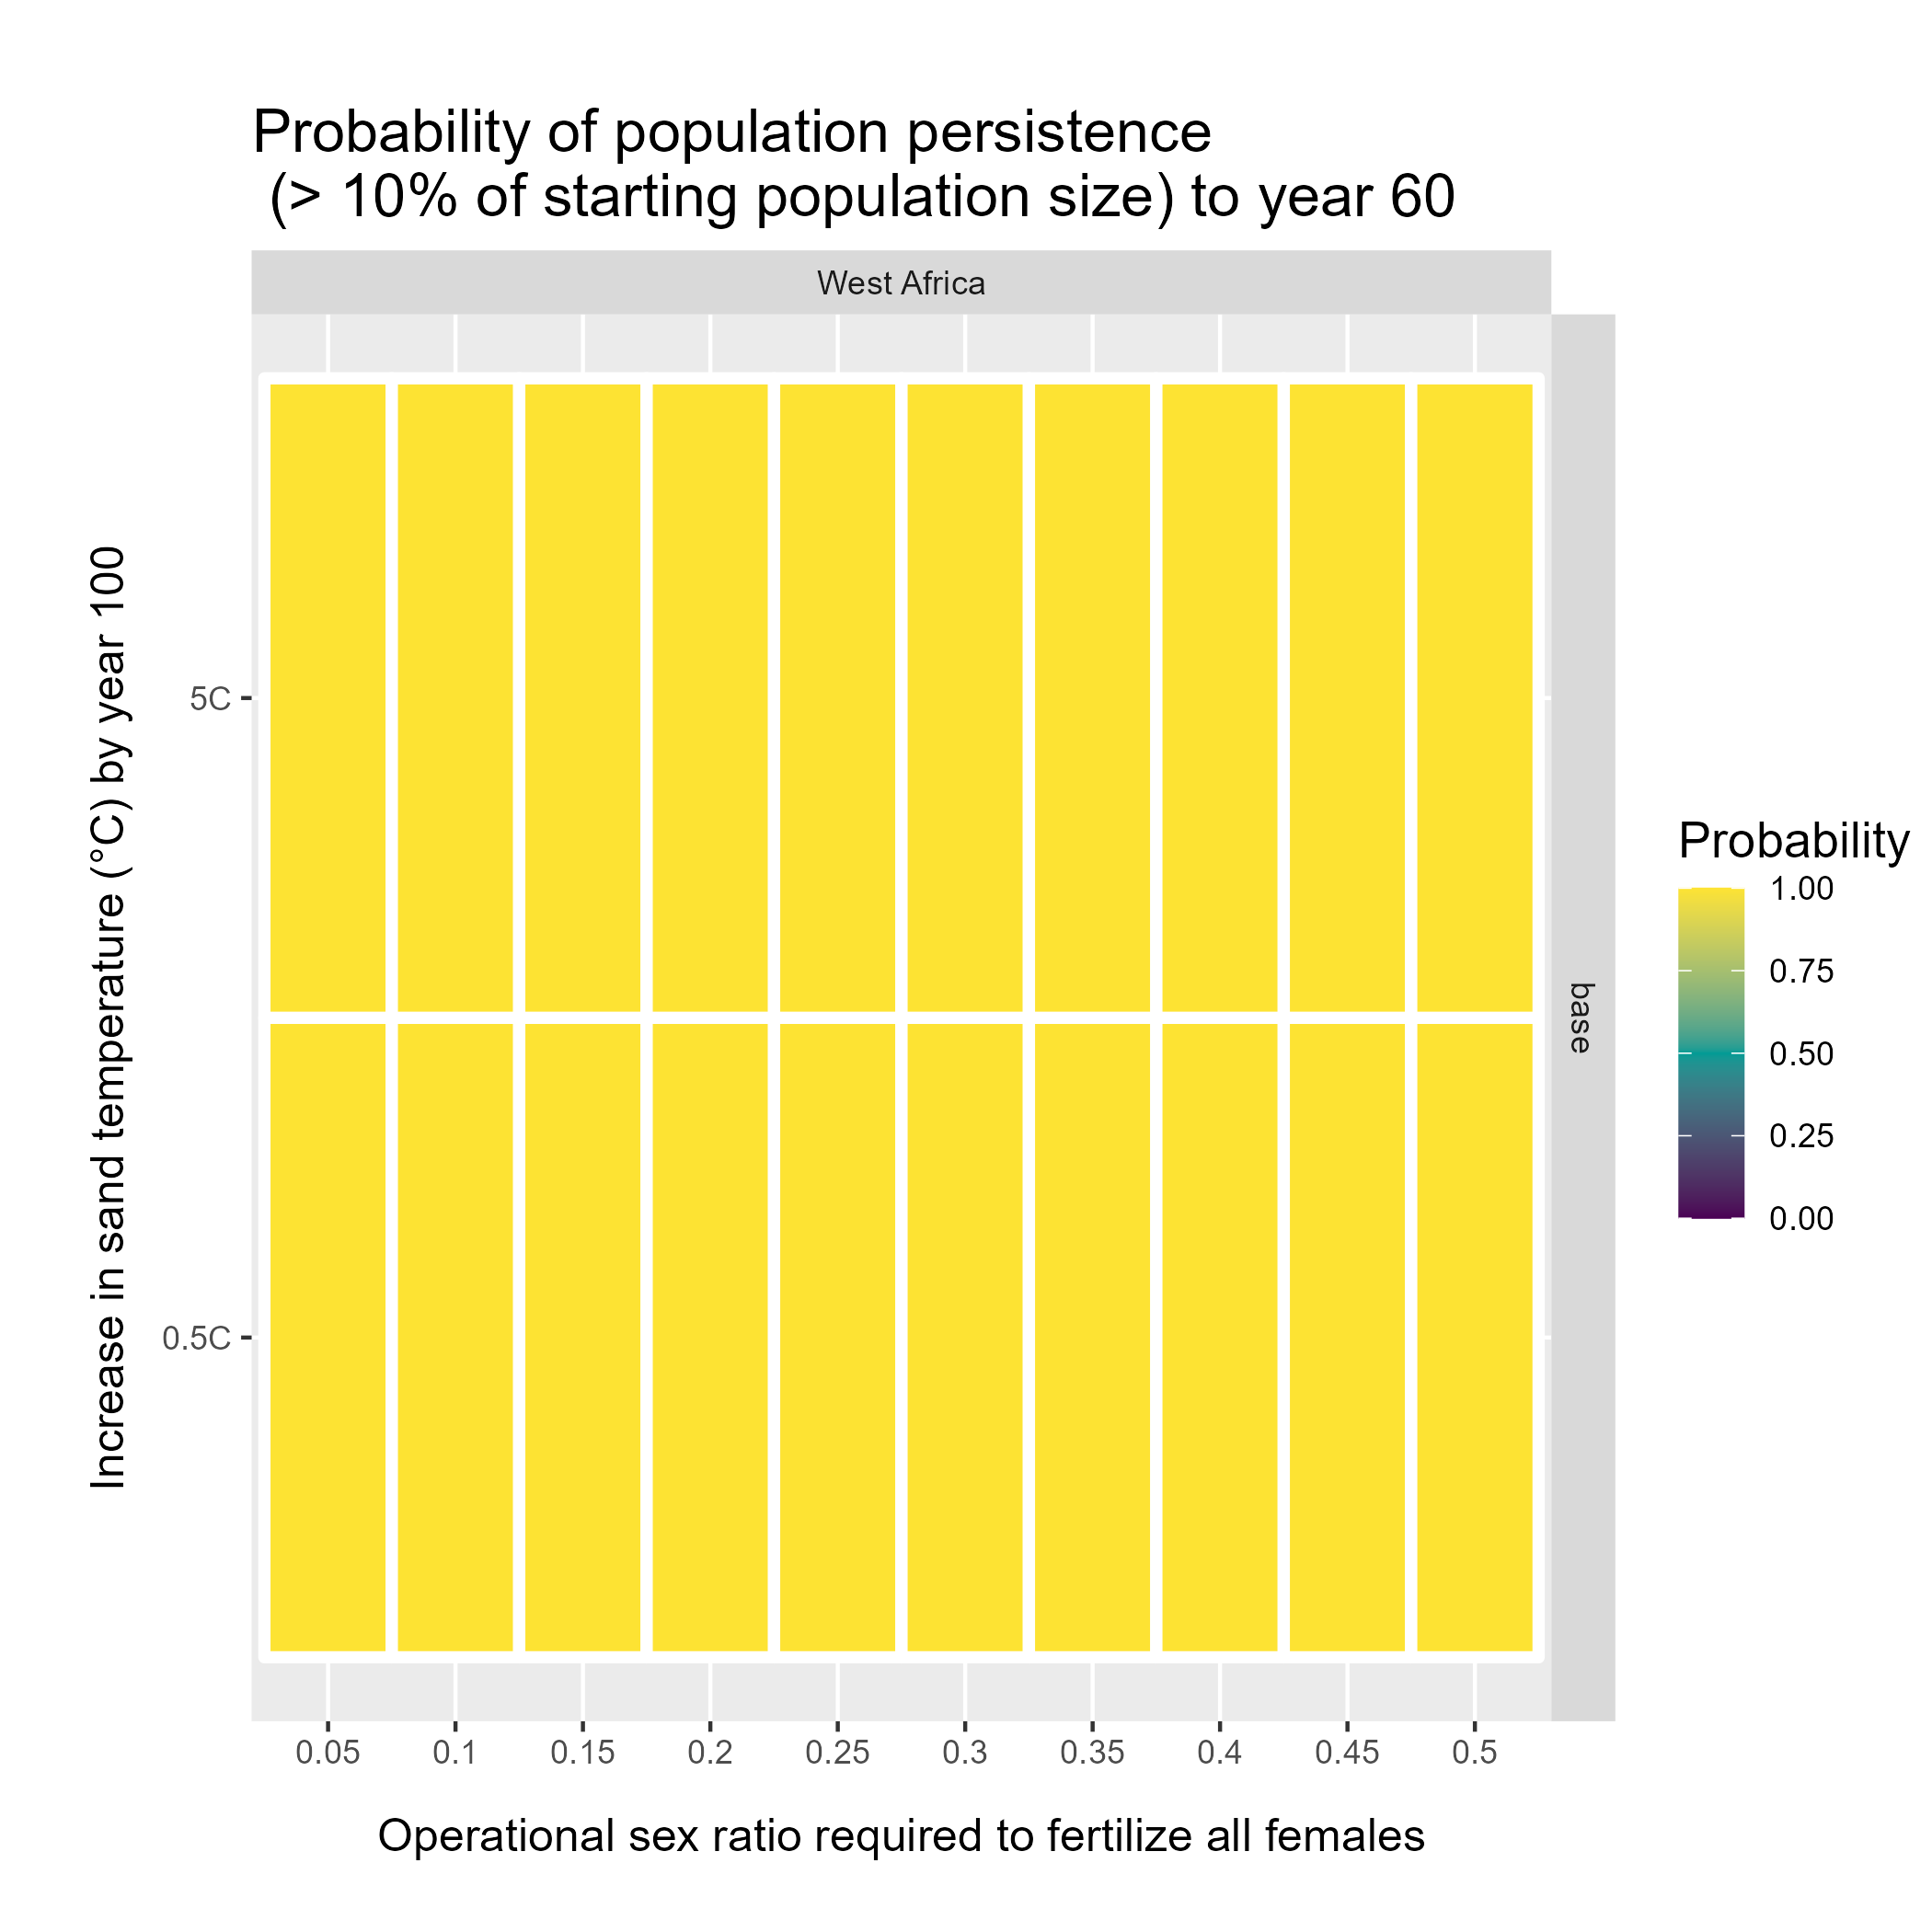 Probability of population persistence
(> 10% of starting population size) to year 60
West Africa
base
Increase in sand temperature (°C) by year 100
5C
0.5C
0.05 0.1 0.15 0.2 0.25 0.3 0.35 0.4 0.45 0.5
Operational sex ratio required to fertilize all females
Probability
1.00
0.75
0.50
0.25
0.00